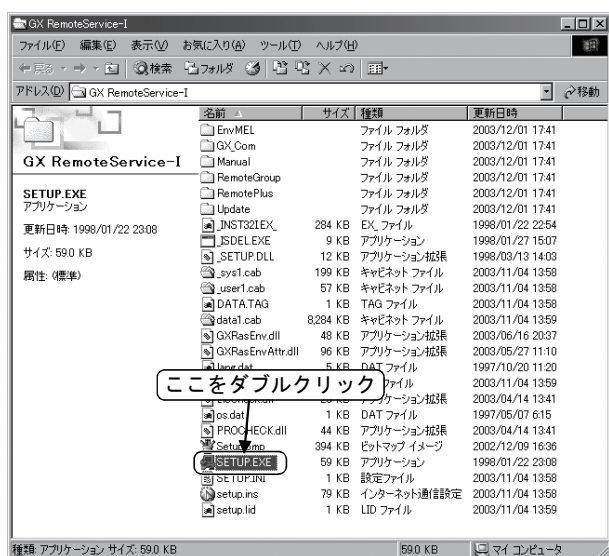 GX RemoteService-I
ファイル(F) 編集(E) 表示(V) お気に入り(A) ツール(T) ヘルプ(H)
戻る 検索 フォルダ
アドレス(D) GX RemoteService-I 移動
GX RemoteService-I
SETUP.EXE
アプリケーション
更新日時: 1998/01/22 23:08
サイズ: 59.0 KB
属性: (標準)
名前 サイズ 種類 更新日時
EnvMEL ファイル フォルダ 2003/12/01 17:41
GX_Com ファイル フォルダ 2003/12/01 17:41
Manual ファイル フォルダ 2003/12/01 17:41
RemoteGroup ファイル フォルダ 2003/12/01 17:41
RemotePlus ファイル フォルダ 2003/12/01 17:41
Update ファイル フォルダ 2003/12/01 17:41
_INST32I.EX_ 284 KB EX_ ファイル 1998/01/22 22:54
_ISDEL.EXE 9 KB アプリケーション 1998/01/27 15:07
_SETUP.DLL 12 KB アプリケーション拡張 1998/03/13 14:03
_sys1.cab 199 KB キャビネット ファイル 2003/11/04 13:58
_user1.cab 57 KB キャビネット ファイル 2003/11/04 13:58
DATA.TAG 1 KB TAG ファイル 2003/11/04 13:58
data1.cab 8,284 KB キャビネット ファイル 2003/11/04 13:59
GXRasEnv.dll 48 KB アプリケーション拡張 2003/06/16 20:37
GXRasEnvAttr.dll 96 KB アプリケーション拡張 2003/05/27 11:10
lang.dat 5 KB DAT ファイル 1997/10/20 11:20
ここをダブルクリック
ファイル 2003/11/04 13:59
アプリケーション拡張 2003/04/14 13:41
os.dat 1 KB DAT ファイル 1997/05/07 6:15
PROCHECK.dll 44 KB アプリケーション拡張 2003/04/14 13:41
Setup.bmp 394 KB ビットマップ イメージ 2002/12/09 16:36
SETUP.EXE 59 KB アプリケーション 1998/01/22 23:08
SETUP.INI 1 KB 設定ファイル 2003/11/04 13:58
setup.ins 79 KB インターネット通信設定 2003/11/04 13:58
setup.lid 1 KB LID ファイル 2003/11/04 13:59
種類: アプリケーション サイズ: 59.0 KB 59.0 KB マイ コンピュータ